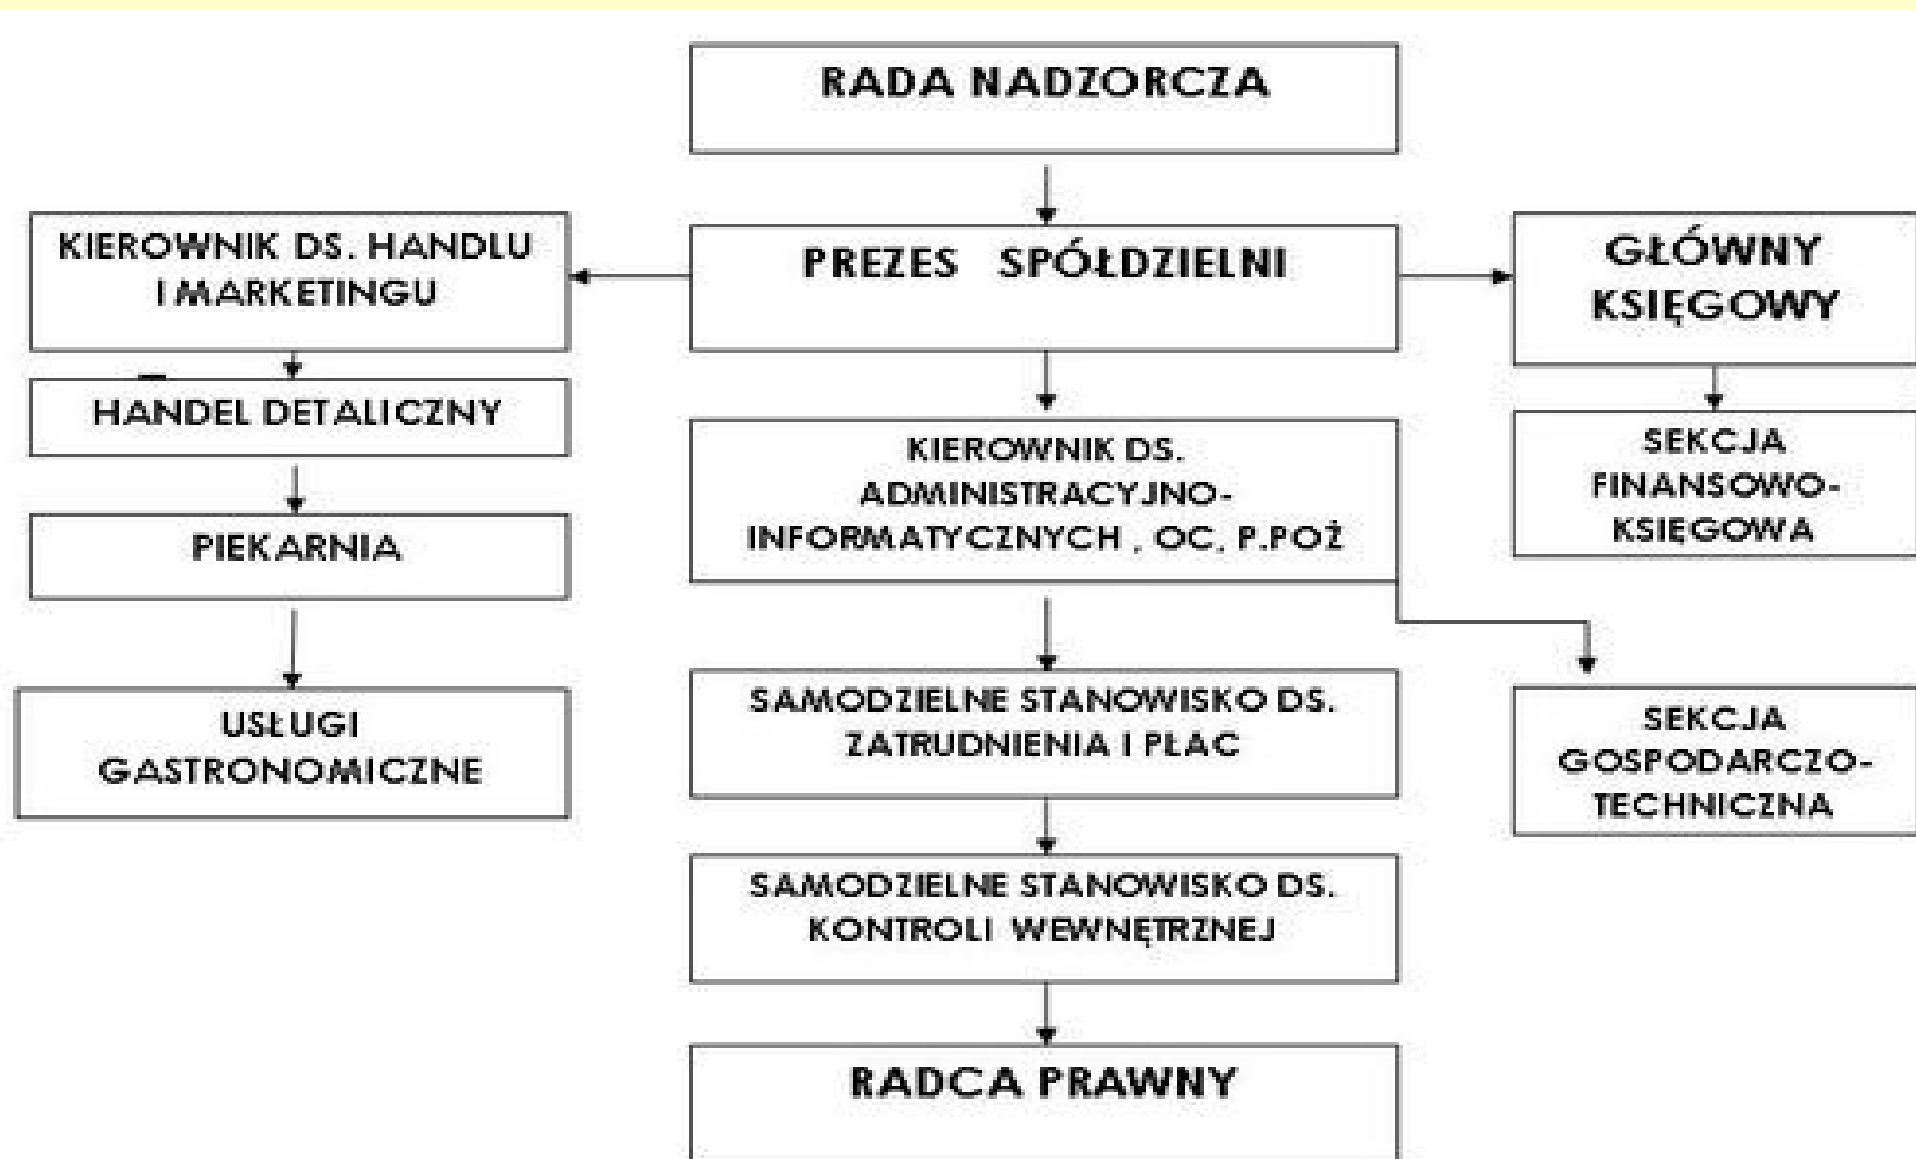 RADA NADZORCZA
KIEROWNIK DS. HANDLU
I MARKETINGU
PREZES SPÓŁDZIELNI
GŁÓWNY
KSIĘGOWY
HANDEL DETALICZNY
KIEROWNIK DS.
ADMINISTRACYJNO-
INFORMATYCZNYCH , OC, P.POŻ
SEKCJA
FINANSOWO-
KSIĘGOWA
PIEKARNIA
USŁUGI
GASTRONOMICZNE
SAMODZIELNE STANOWISKO DS.
ZATRUDNIENIA I PŁAC
SEKCJA
GOSPODARCZO-
TECHNICZNA
SAMODZIELNE STANOWISKO DS.
KONTROLI WEWNĘTRZNEJ
RADCA PRAWNY